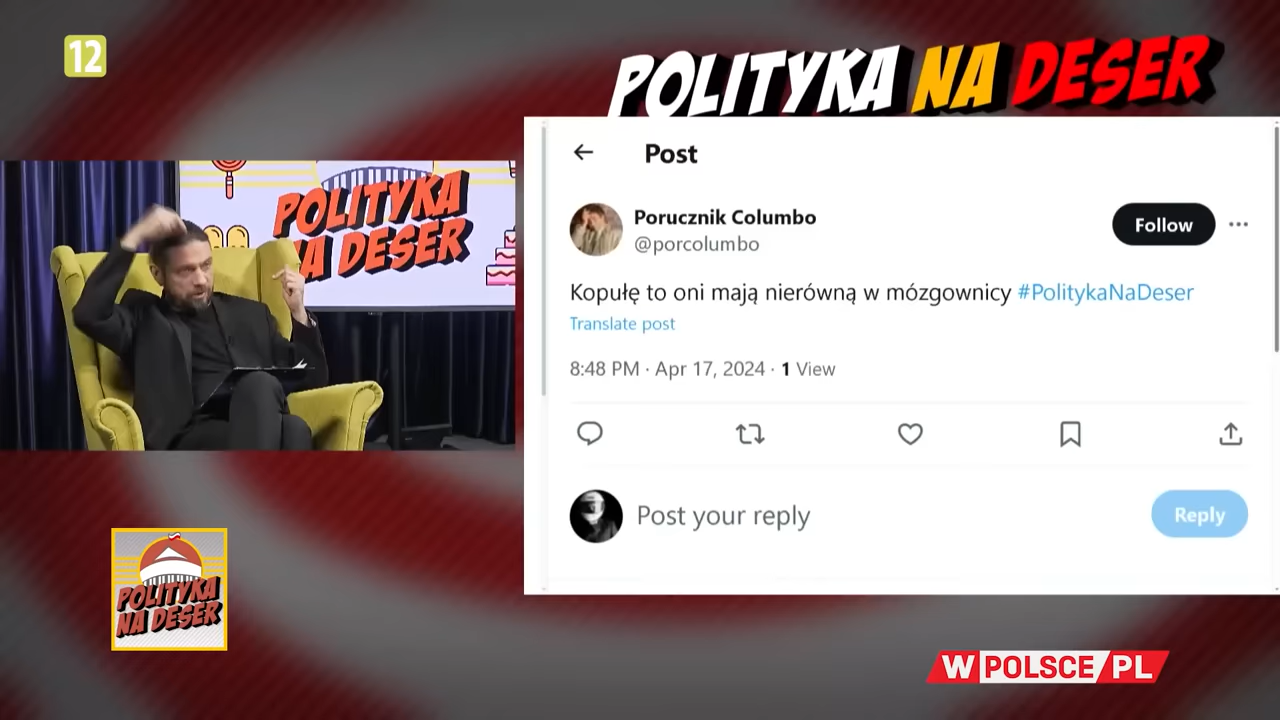 12
POLITYKA NA DESER
POLITYKA
NA DESER
Post
Porucznik Columbo
@porcolumbo
Follow
Kopułę to oni mają nierówną w mózgownicy #PolitykaNaDeser
Translate post
8:48 PM · Apr 17, 2024 · 1 View
Post your reply
Reply
POLITYKA
NA DESER
WPOLSCE PL